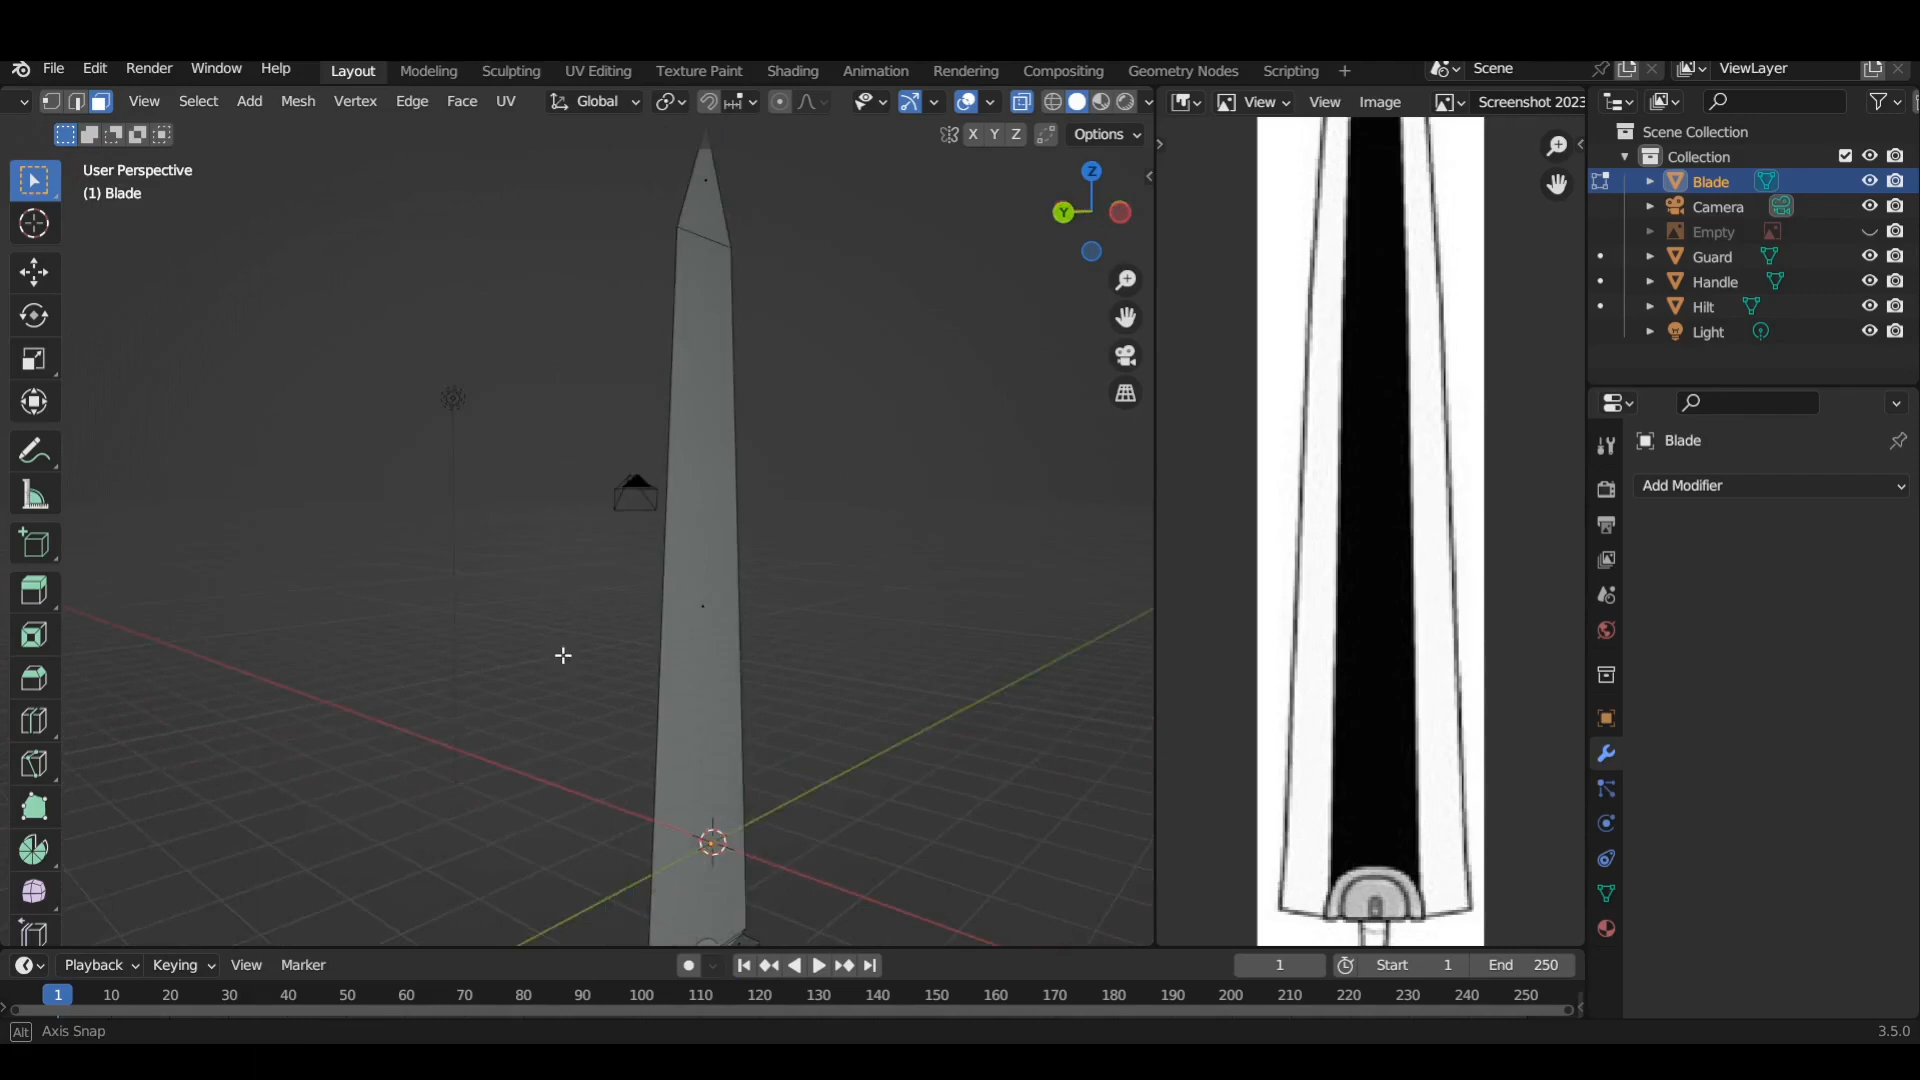 File Edit Render Window Help Layout Modeling Sculpting UV Editing Texture Paint Shading Animation Rendering Compositing Geometry Nodes Scripting + Scene ViewLayer
View Select Add Mesh Vertex Edge Face UV Global View View Image Screenshot 2023
X Y Z Options
User Perspective
(1) Blade
Z
Y
Scene Collection
Collection
Blade
Camera
Empty
Guard
Handle
Hilt
Light
Blade
Add Modifier
Playback Keying View Marker 1 Start 1 End 250
1 10 20 30 40 50 60 70 80 90 100 110 120 130 140 150 160 170 180 190 200 210 220 230 240 250
Alt Axis Snap 3.5.0